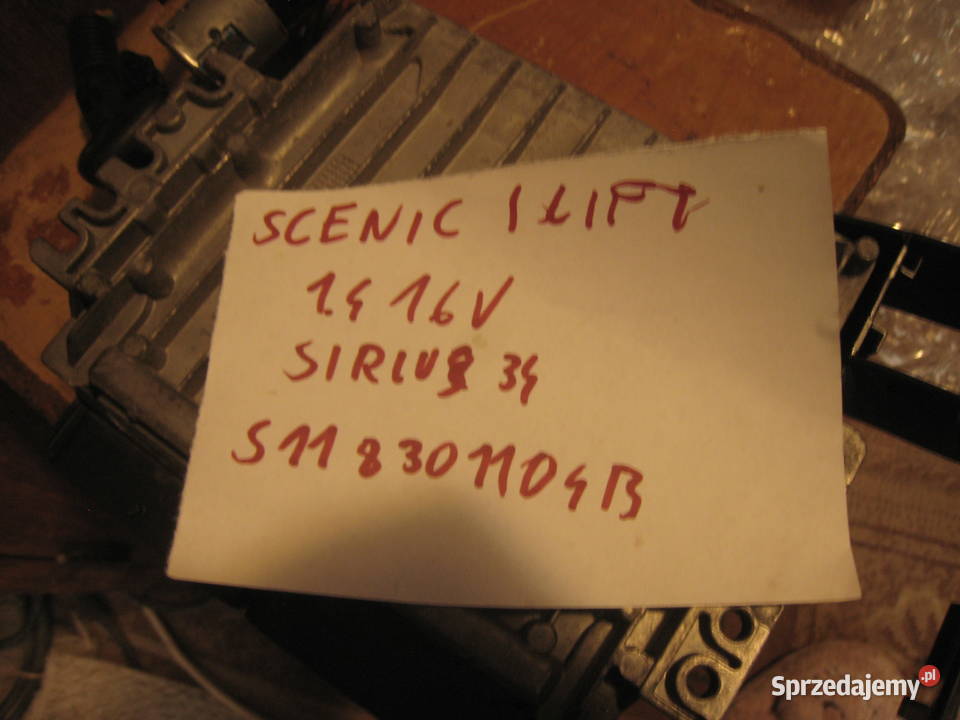 SCENIC I LIFT
1.4 16V
SIRIUS 34
S118301104B
Sprzedajemy.pl